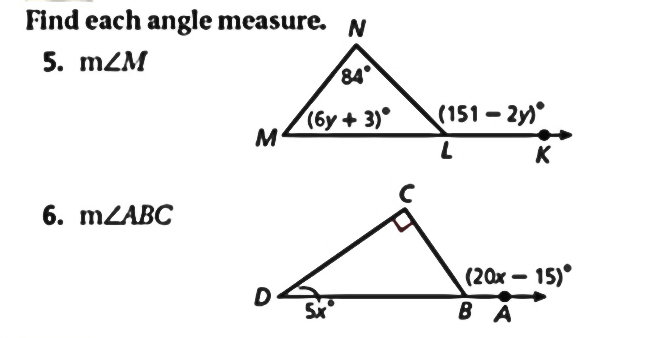 Find each angle measure.
5. m∠M
N
84°
(6y + 3)°
(151 – 2y)°
M
L
K
6. m∠ABC
C
(20x – 15)°
D
5x°
B
A